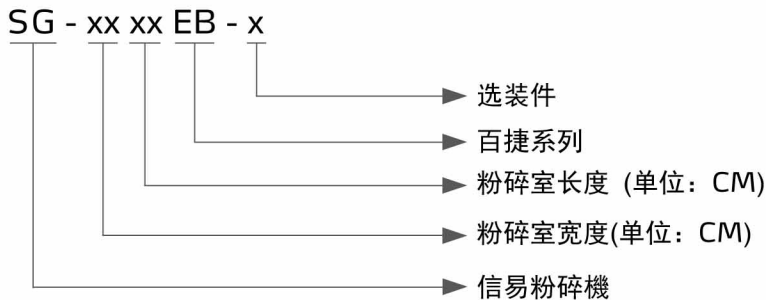 SG - xx xx EB - x
选装件
百捷系列
粉碎室长度 (单位：CM)
粉碎室宽度(单位：CM)
信易粉碎機